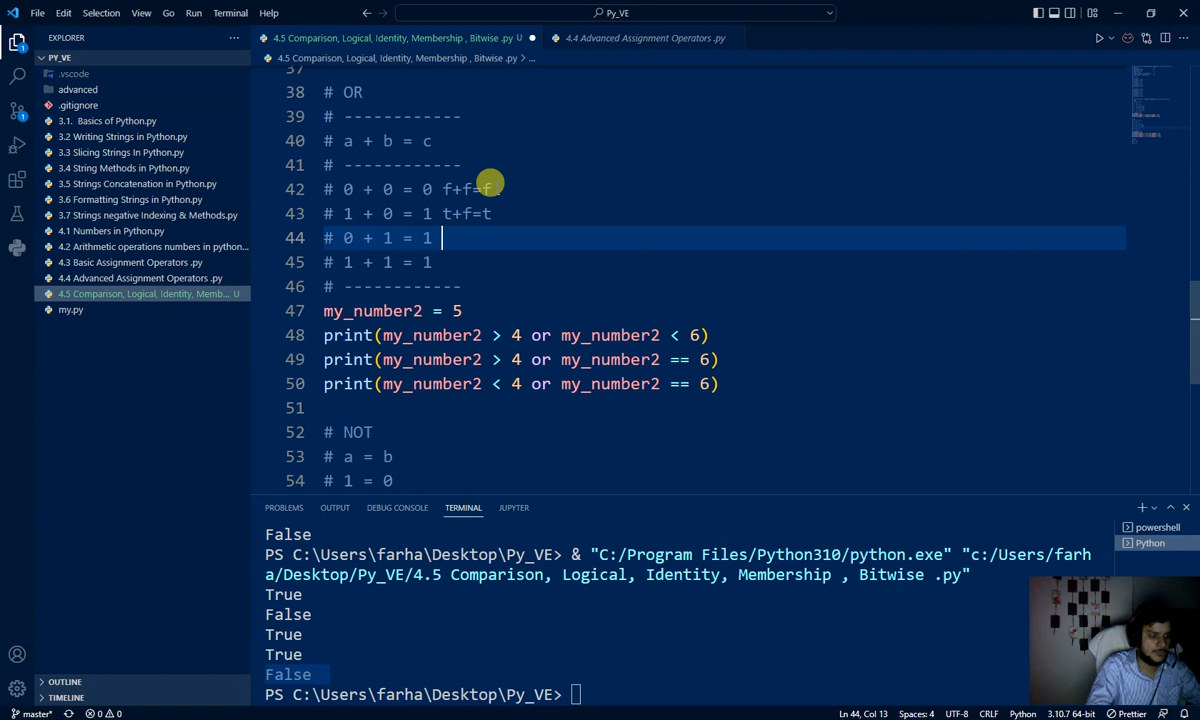 File Edit Selection View Go Run Terminal Help
Py_VE
EXPLORER
PY_VE
.vscode
advanced
.gitignore
3.1. Basics of Python.py
3.2 Writing Strings in Python.py
3.3 Slicing Strings In Python.py
3.4 String Methods in Python.py
3.5 Strings Concatenation in Python.py
3.6 Formatting Strings in Python.py
3.7 Strings negative Indexing & Methods.py
4.1 Numbers in Python.py
4.2 Arithmetic operations numbers in python...
4.3 Basic Assignment Operators .py
4.4 Advanced Assignment Operators .py
4.5 Comparison, Logical, Identity, Memb... U
my.py
OUTLINE
TIMELINE
4.5 Comparison, Logical, Identity, Membership , Bitwise .py U
4.4 Advanced Assignment Operators .py
4.5 Comparison, Logical, Identity, Membership , Bitwise .py > ...
37
38 # OR
39 # ------------
40 # a + b = c
41 # ------------
42 # 0 + 0 = 0 f+f=f
43 # 1 + 0 = 1 t+f=t
44 # 0 + 1 = 1
45 # 1 + 1 = 1
46 # ------------
47 my_number2 = 5
48 print(my_number2 > 4 or my_number2 < 6)
49 print(my_number2 > 4 or my_number2 == 6)
50 print(my_number2 < 4 or my_number2 == 6)
51
52 # NOT
53 # a = b
54 # 1 = 0
PROBLEMS OUTPUT DEBUG CONSOLE TERMINAL JUPYTER
powershell
Python
False
PS C:\Users\farha\Desktop\Py_VE> & "C:/Program Files/Python310/python.exe" "c:/Users/farh
a/Desktop/Py_VE/4.5 Comparison, Logical, Identity, Membership , Bitwise .py"
True
False
True
True
False
PS C:\Users\farha\Desktop\Py_VE>
master* 0 0 Ln 44, Col 13 Spaces: 4 UTF-8 CRLF Python 3.10.7 64-bit Prettier